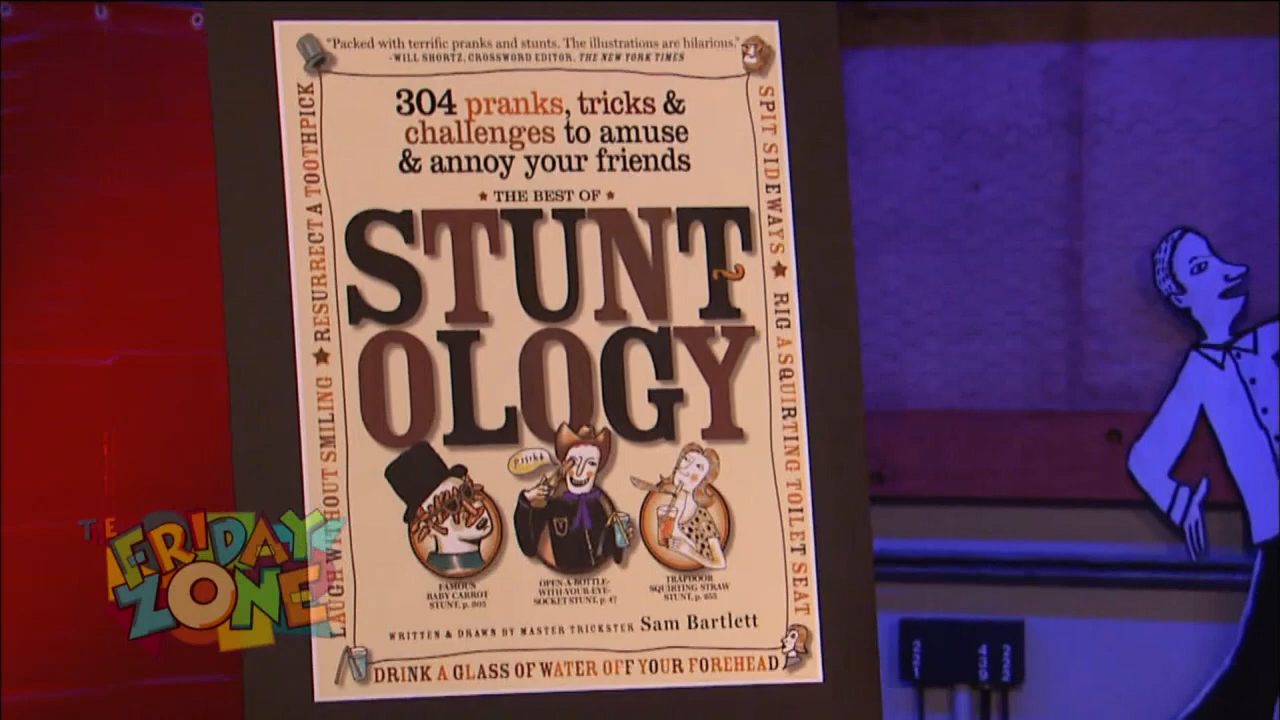 "Packed with terrific pranks and stunts. The illustrations are hilarious."
-WILL SHORTZ, CROSSWORD EDITOR, THE NEW YORK TIMES
304 pranks, tricks &
challenges to amuse
& annoy your friends
THE BEST OF
STUNT
OLOGY
FAMOUS
BABY CARROT
STUNT, p. 305
OPEN-A-BOTTLE-
WITH-YOUR-EYE-
SOCKET STUNT, p. 47
TRAPDOOR
SQUIRTING STRAW
STUNT, p. 255
WRITTEN & DRAWN BY MASTER TRICKSTER Sam Bartlett
DRINK A GLASS OF WATER OFF YOUR FOREHEAD
LAUGH WITHOUT SMILING ★ RESURRECT A TOOTHPICK
SPIT SIDEWAYS ★ RIG A SQUIRTING TOILET SEAT
THE
FRIDAY
ZONE